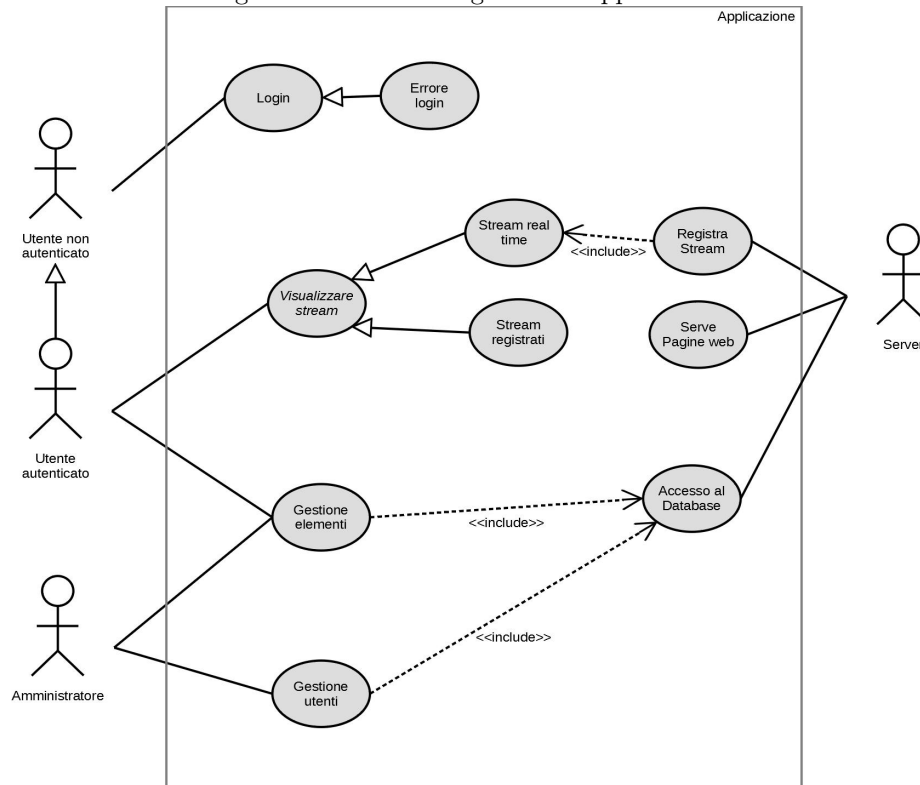 Applicazione
Login
Errore
login
Utente non
autenticato
Stream real
time
<<include>>
Registra
Stream
Visualizzare
stream
Stream
registrati
Serve
Pagine web
Utente
autenticato
Gestione
elementi
<<include>>
Accesso al
Database
<<include>>
Amministratore
Gestione
utenti